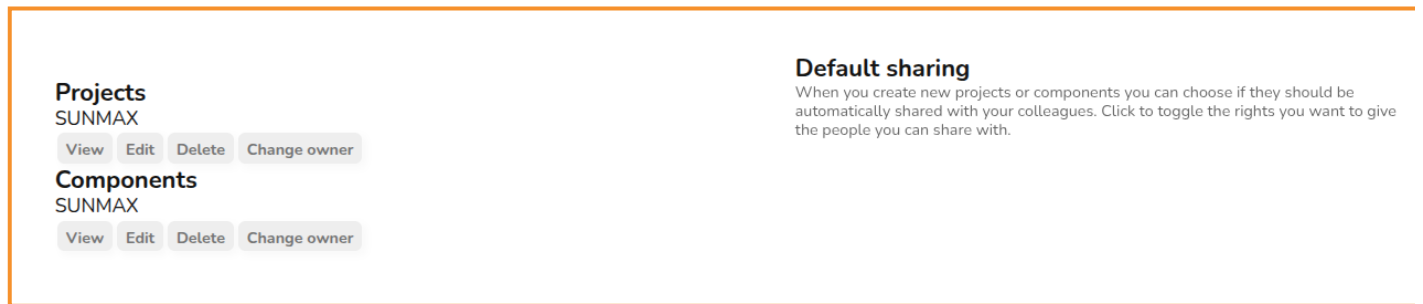 Projects
SUNMAX
View Edit Delete Change owner
Components
SUNMAX
View Edit Delete Change owner
Default sharing
When you create new projects or components you can choose if they should be
automatically shared with your colleagues. Click to toggle the rights you want to give
the people you can share with.